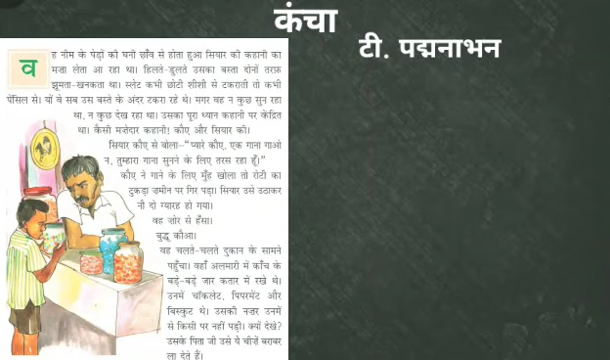 कंचा
टी. पद्मनाभन
वह नीम के पेड़ों की घनी छाँव से होता हुआ सियार की कहानी का
मज़ा लेता आ रहा था। हिलते-डुलते उसका बस्ता दोनों तरफ़
झूमता-खनकता था। स्लेट कभी छोटी शीशी से टकराती तो कभी
पेंसिल से। यों वे सब उस बस्ते के अंदर टकरा रहे थे। मगर वह न कुछ सुन रहा
था, न कुछ देख रहा था। उसका पूरा ध्यान कहानी पर केंद्रित
था। कैसी मज़ेदार कहानी! कौए और सियार की।
सियार कौए से बोला–"प्यारे कौए, एक गाना गाओ
न, तुम्हारा गाना सुनने के लिए तरस रहा हूँ।"
कौए ने गाने के लिए मुँह खोला तो रोटी का
टुकड़ा ज़मीन पर गिर पड़ा। सियार उसे उठाकर
नौ दो ग्यारह हो गया।
वह ज़ोर से हँसा।
बुद्धू कौआ।
वह चलते-चलते दुकान के सामने
पहुँचा। वहाँ अलमारी में काँच के
बड़े-बड़े जार कतार में रखे थे।
उनमें चॉकलेट, पिपरमेंट और
बिस्कुट थे। उसकी नज़र उनमें
से किसी पर नहीं पड़ी। क्यों देखे?
उसके पिता जी उसे ये चीज़ें बराबर
ला देते हैं।